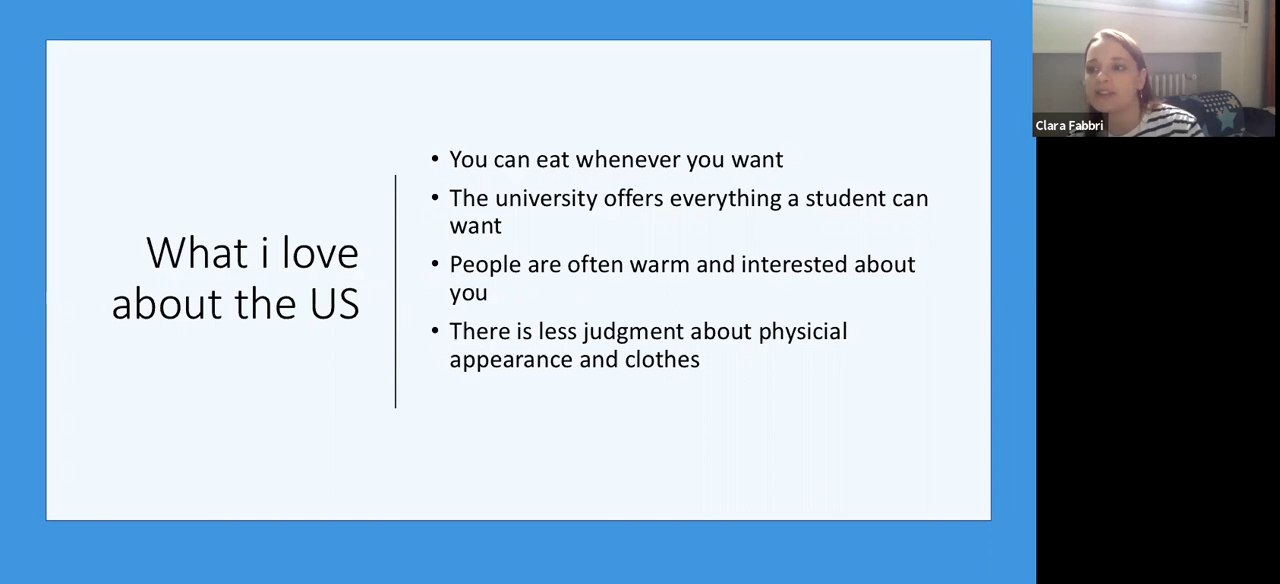 What i love
about the US
• You can eat whenever you want
• The university offers everything a student can
want
• People are often warm and interested about
you
• There is less judgment about physicial
appearance and clothes
Clara Fabbri